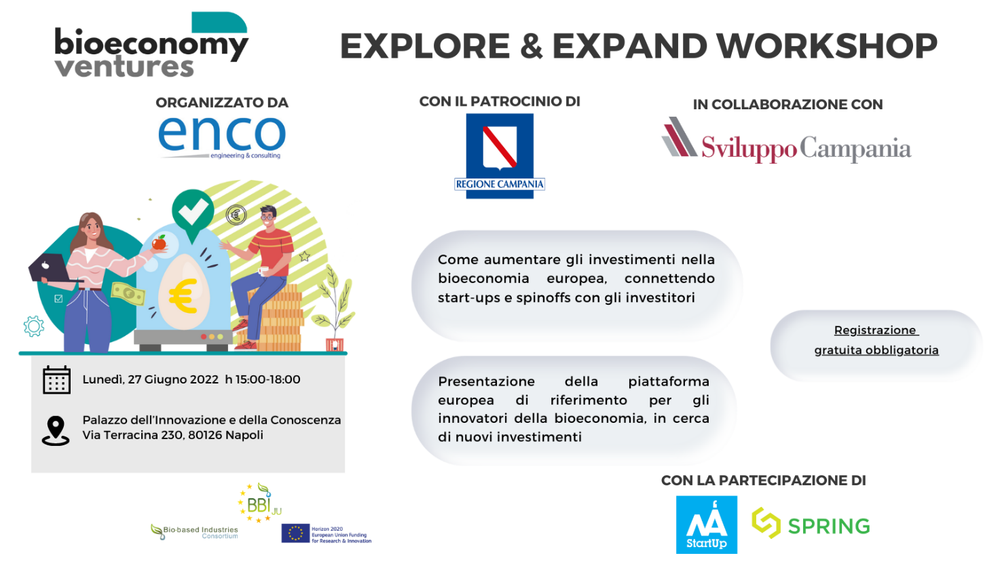 bioeconomy
ventures
EXPLORE & EXPAND WORKSHOP
ORGANIZZATO DA
enco
engineering & consulting
CON IL PATROCINIO DI
REGIONE CAMPANIA
IN COLLABORAZIONE CON
Sviluppo Campania
Come aumentare gli investimenti nella
bioeconomia europea, connettendo
start-ups e spinoffs con gli investitori
Registrazione
gratuita obbligatoria
Presentazione della piattaforma
europea di riferimento per gli
innovatori della bioeconomia, in cerca
di nuovi investimenti
Lunedì, 27 Giugno 2022 h 15:00-18:00
Palazzo dell'Innovazione e della Conoscenza
Via Terracina 230, 80126 Napoli
BBI JU
Bio-based Industries
Consortium
Horizon 2020
European Union Funding
for Research & Innovation
CON LA PARTECIPAZIONE DI
NA
StartUp
SPRING